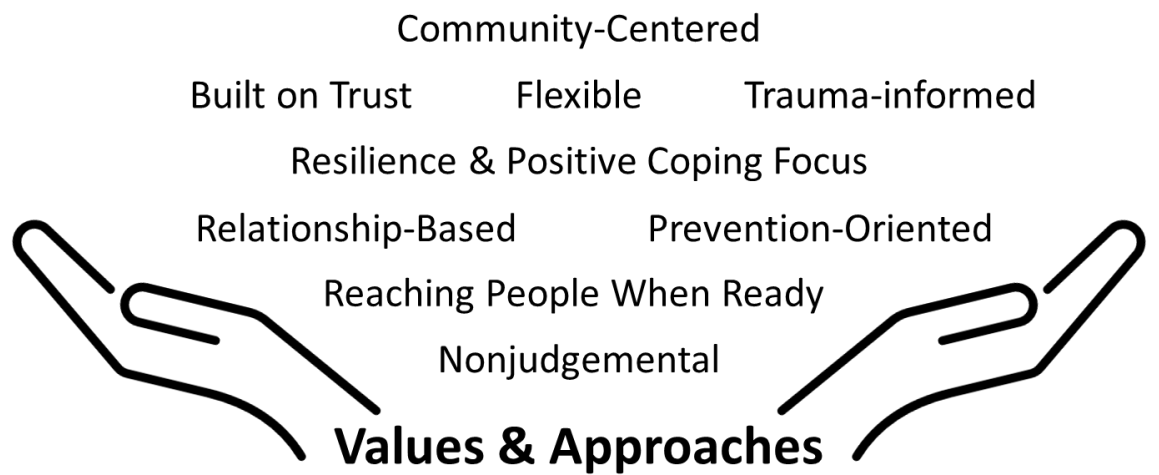 Community-Centered
Built on Trust Flexible Trauma-informed
Resilience & Positive Coping Focus
Relationship-Based Prevention-Oriented
Reaching People When Ready
Nonjudgemental
Values & Approaches